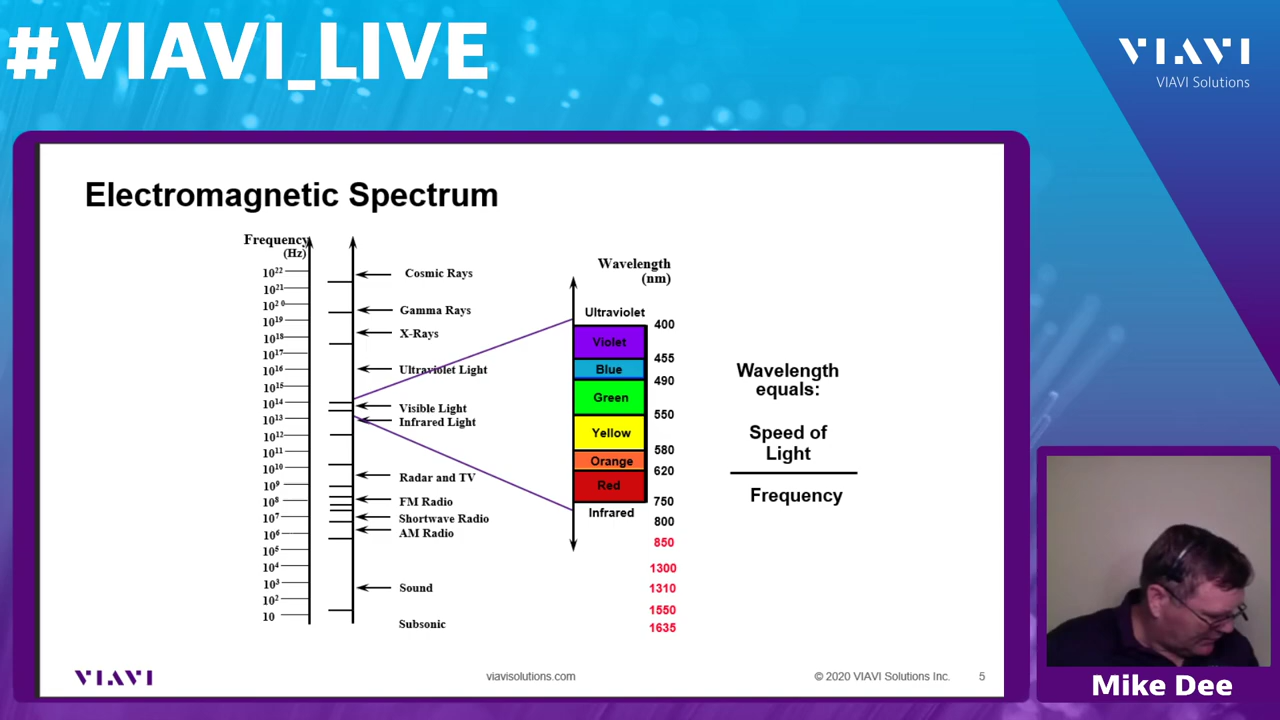 #VIAVI_LIVE
VIAVI
VIAVI Solutions
Electromagnetic Spectrum
Frequency
(Hz)
10²²
10²¹
10²⁰
10¹⁹
10¹⁸
10¹⁷
10¹⁶
10¹⁵
10¹⁴
10¹³
10¹²
10¹¹
10¹⁰
10⁹
10⁸
10⁷
10⁶
10⁵
10⁴
10³
10²
10
Cosmic Rays
Gamma Rays
X-Rays
Ultraviolet Light
Visible Light
Infrared Light
Radar and TV
FM Radio
Shortwave Radio
AM Radio
Sound
Subsonic
Wavelength
(nm)
Ultraviolet
Violet
Blue
Green
Yellow
Orange
Red
Infrared
400
455
490
550
580
620
750
800
850
1300
1310
1550
1635
Wavelength
equals:
Speed of
Light
Frequency
VIAVI
viavisolutions.com
© 2020 VIAVI Solutions Inc.
5
Mike Dee